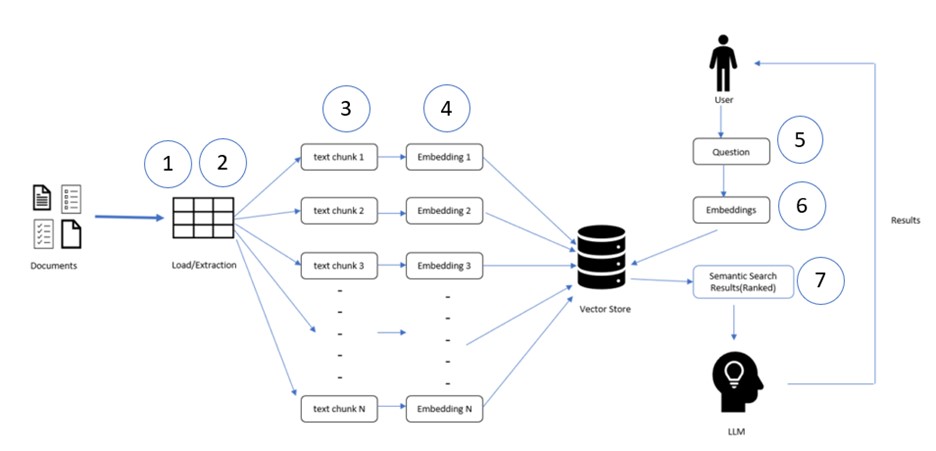 User
3
4
5
Question
text chunk 1
Embedding 1
1
2
6
Embeddings
text chunk 2
Embedding 2
Results
Documents
Load/Extraction
text chunk 3
Embedding 3
Semantic Search
Results(Ranked)
7
Vector Store
text chunk N
Embedding N
LLM